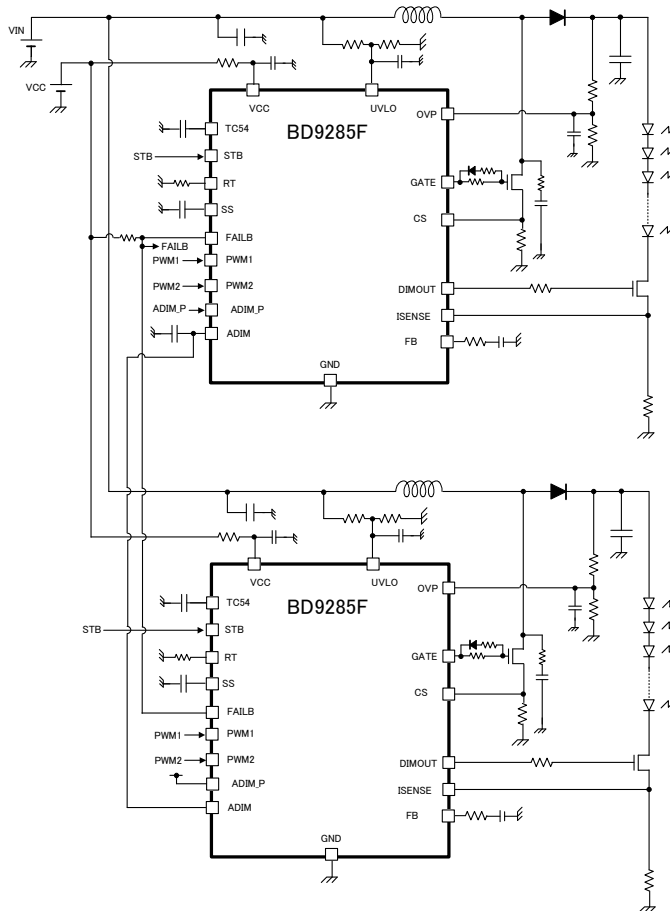 VIN
VCC
VCC
UVLO
BD9285F
OVP
TC54
STB
STB
RT
GATE
SS
CS
FAILB
FAILB
PWM1
PWM1
PWM2
PWM2
DIMOUT
ADIM_P
ADIM_P
ISENSE
ADIM
FB
GND
VCC
UVLO
BD9285F
OVP
TC54
STB
STB
RT
GATE
SS
CS
FAILB
PWM1
PWM1
PWM2
PWM2
DIMOUT
ADIM_P
ISENSE
ADIM
FB
GND